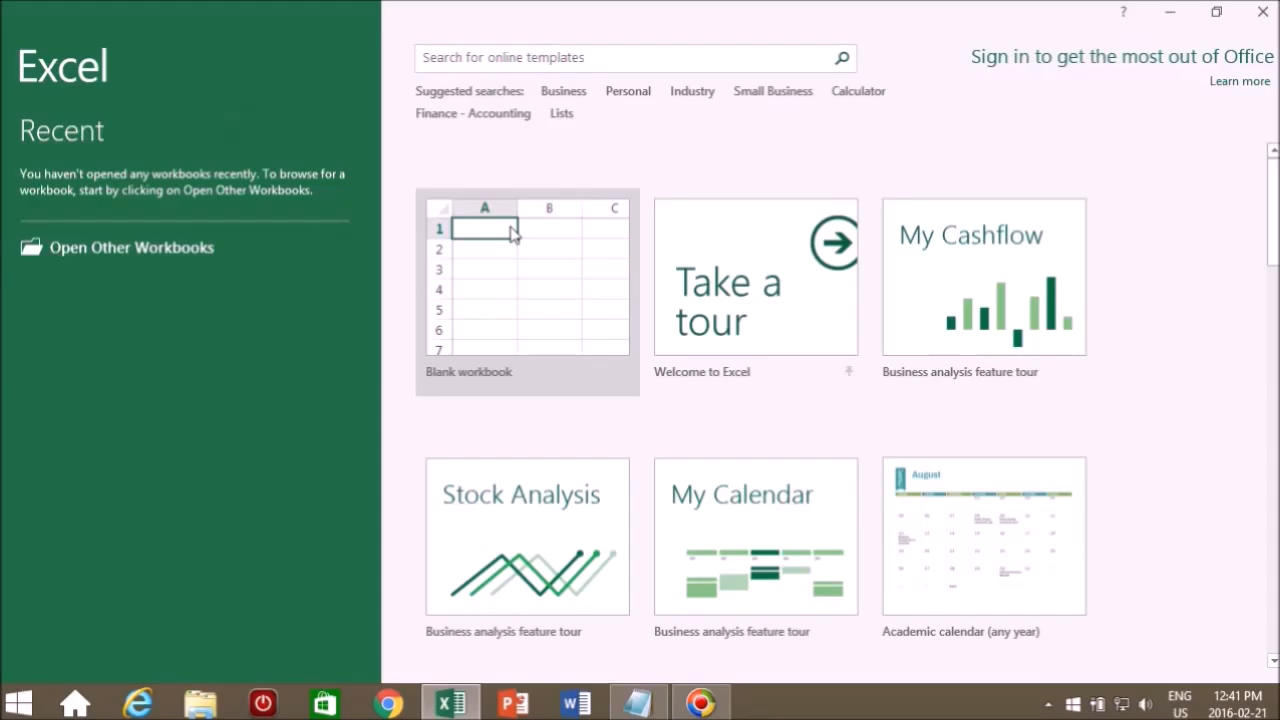 Excel
Recent
You haven't opened any workbooks recently. To browse for a
workbook, start by clicking on Open Other Workbooks.
Open Other Workbooks
?
Search for online templates
Sign in to get the most out of Office
Learn more
Suggested searches: Business Personal Industry Small Business Calculator
Finance - Accounting Lists
A B C
1
2
3
4
5
6
7
Blank workbook
Take a
tour
Welcome to Excel
My Cashflow
Business analysis feature tour
Stock Analysis
Business analysis feature tour
My Calendar
Business analysis feature tour
August
Academic calendar (any year)
ENG
US
12:41 PM
2016-02-21